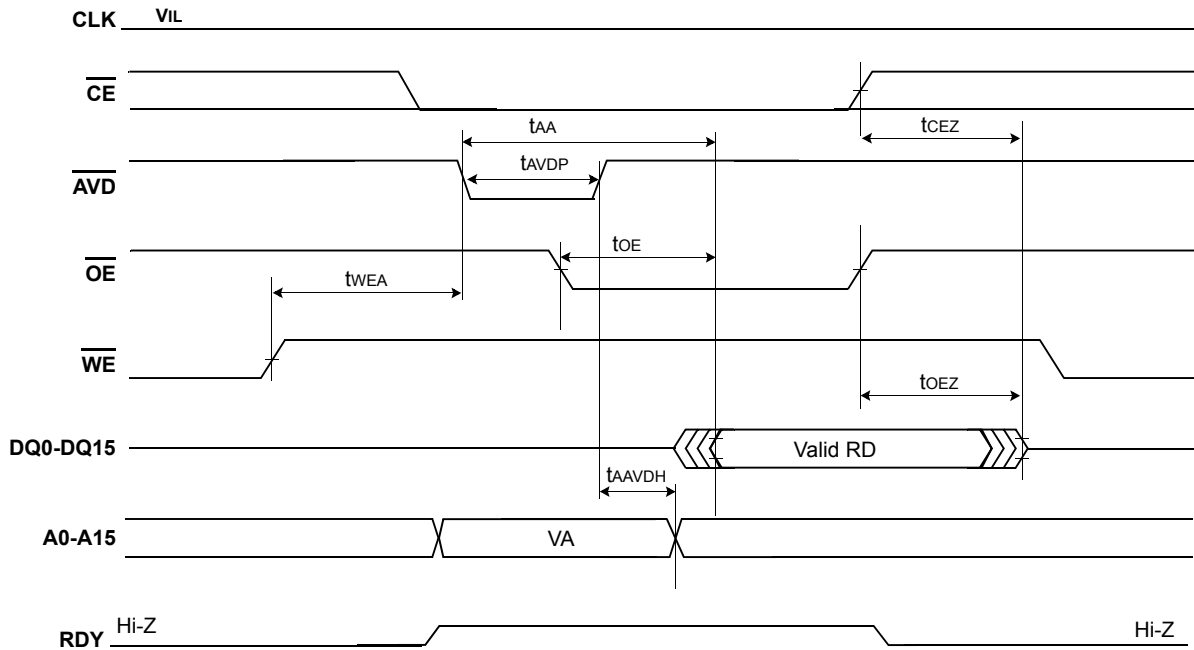 CLK VIL
CE
tAA tCEZ
AVD tAVDP
tOE
OE
tWEA
WE
tOEZ
DQ0-DQ15 Valid RD
tAAVDH
A0-A15 VA
RDY Hi-Z Hi-Z